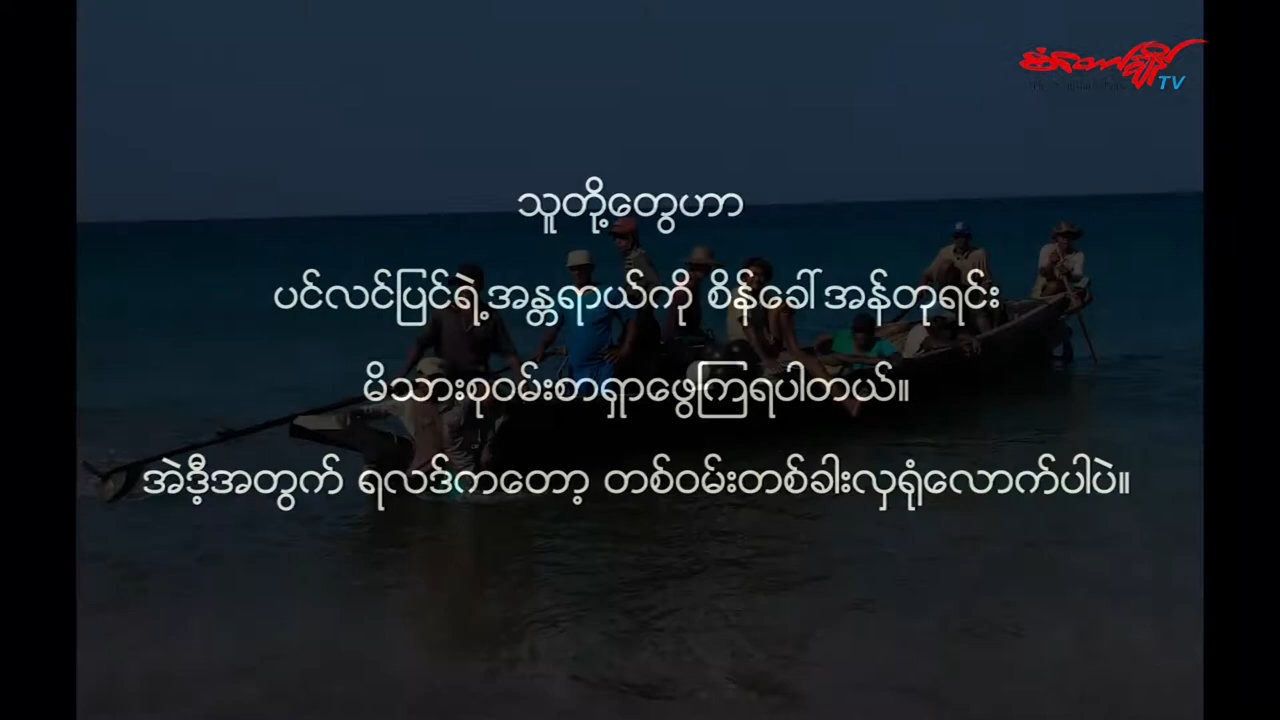 သူတို့တွေဟာ
ပင်လင်ပြင်ရဲ့အန္တရာယ်ကို စိန်ခေါ်အန်တုရင်း
မိသားစုဝမ်းစာရှာဖွေကြရပါတယ်။
အဲဒီ့အတွက် ရလဒ်ကတော့ တစ်ဝမ်းတစ်ခါးလှရုံလောက်ပါပဲ။
TV